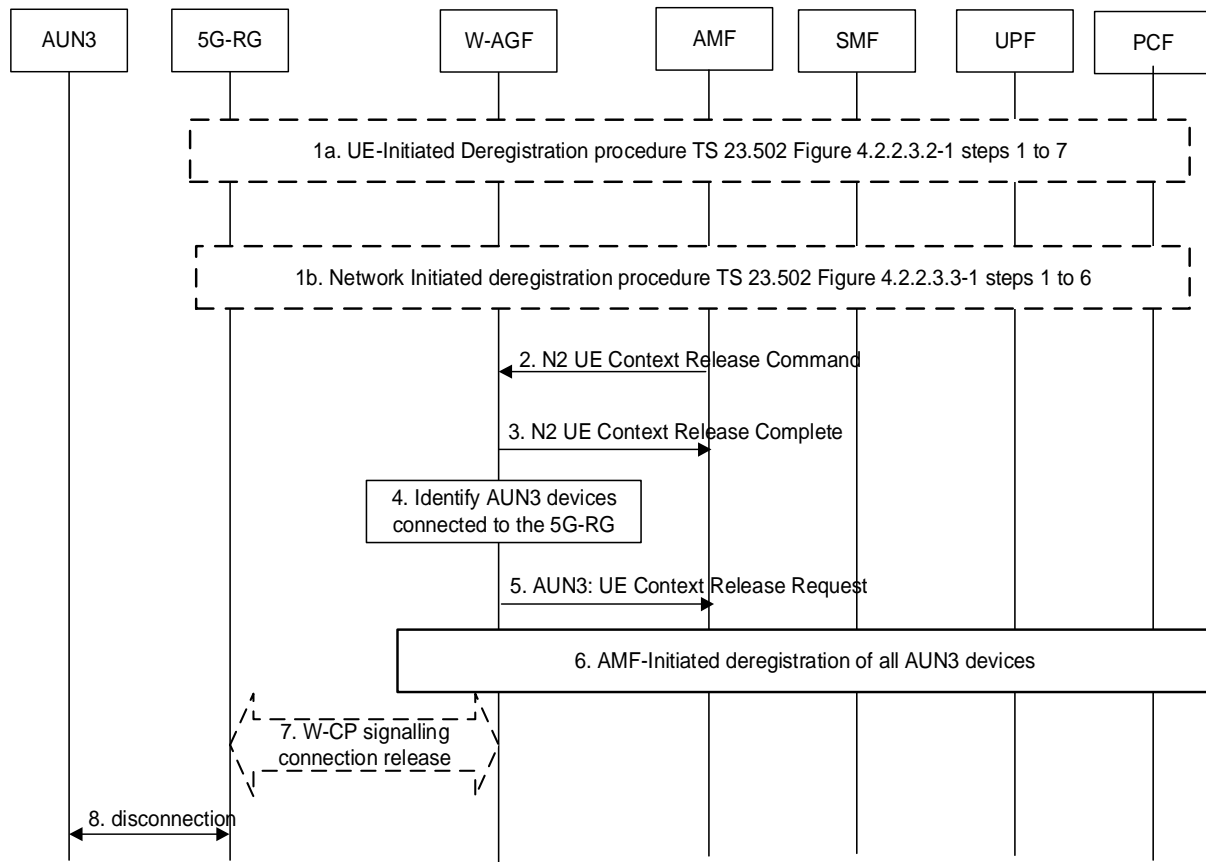 AUN3
5G-RG
W-AGF
AMF
SMF
UPF
PCF
1a. UE-Initiated Deregistration procedure TS 23.502 Figure 4.2.2.3.2-1 steps 1 to 7
1b. Network Initiated deregistration procedure TS 23.502 Figure 4.2.2.3.3-1 steps 1 to 6
2. N2 UE Context Release Command
3. N2 UE Context Release Complete
4. Identify AUN3 devices
connected to the 5G-RG
5. AUN3: UE Context Release Request
6. AMF-Initiated deregistration of all AUN3 devices
7. W-CP signalling
connection release
8. disconnection